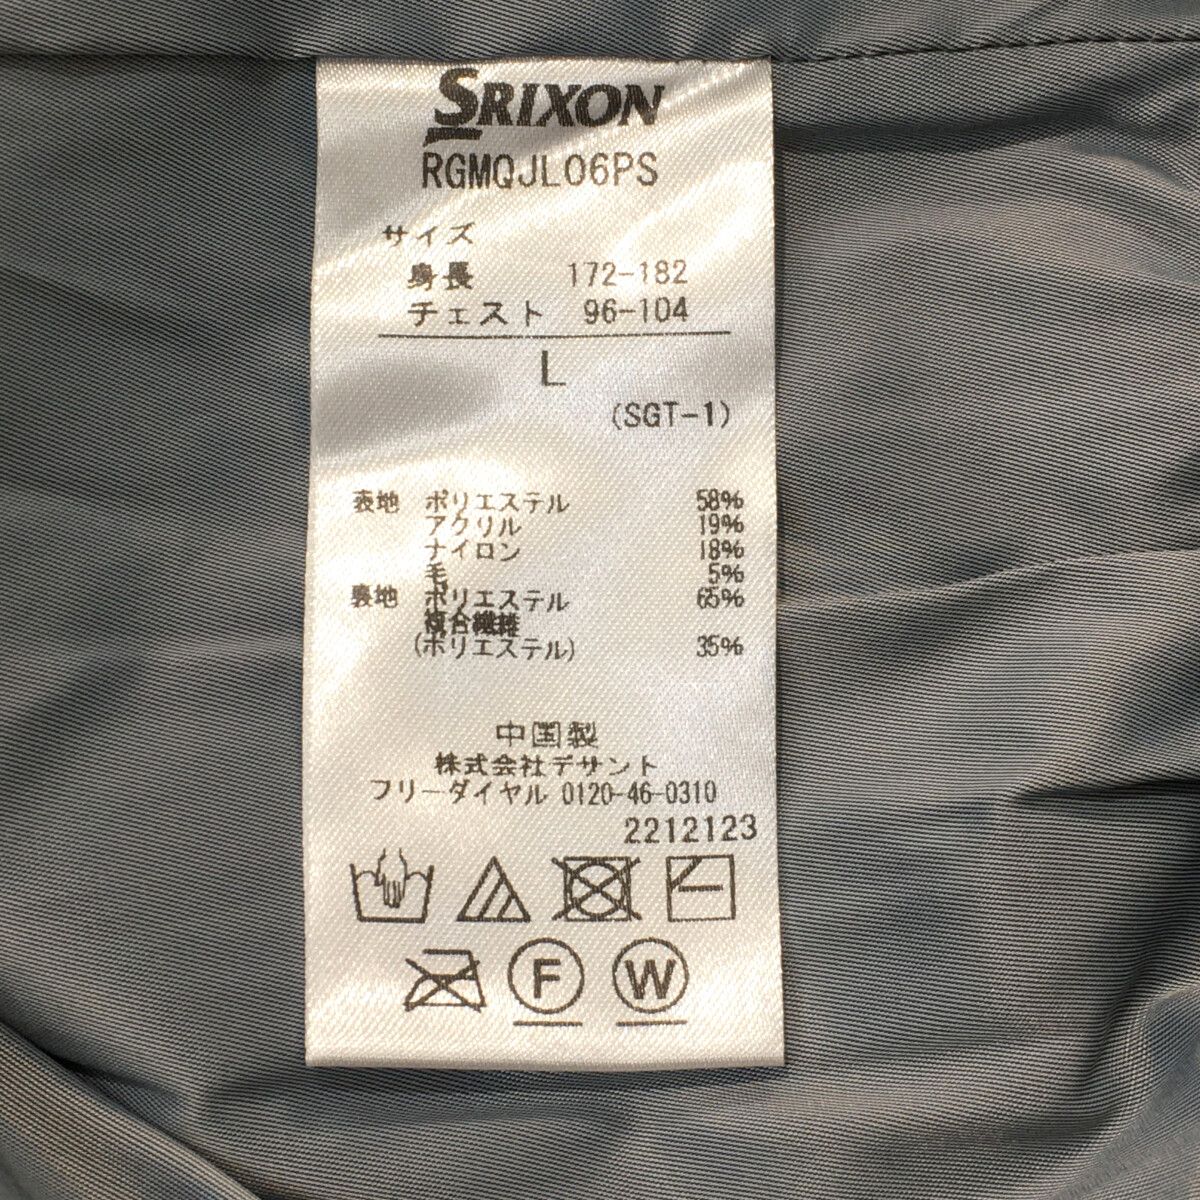 SRIXON
RGMQJL06PS
サイズ
身長 172-182
チェスト 96-104
L
(SGT-1)
表地 ポリエステル 58%
アクリル 19%
ナイロン 18%
毛 5%
裏地 ポリエステル 65%
複合繊維
(ポリエステル) 35%
中国製
株式会社デサント
フリーダイヤル 0120-46-0310
2212123
F W